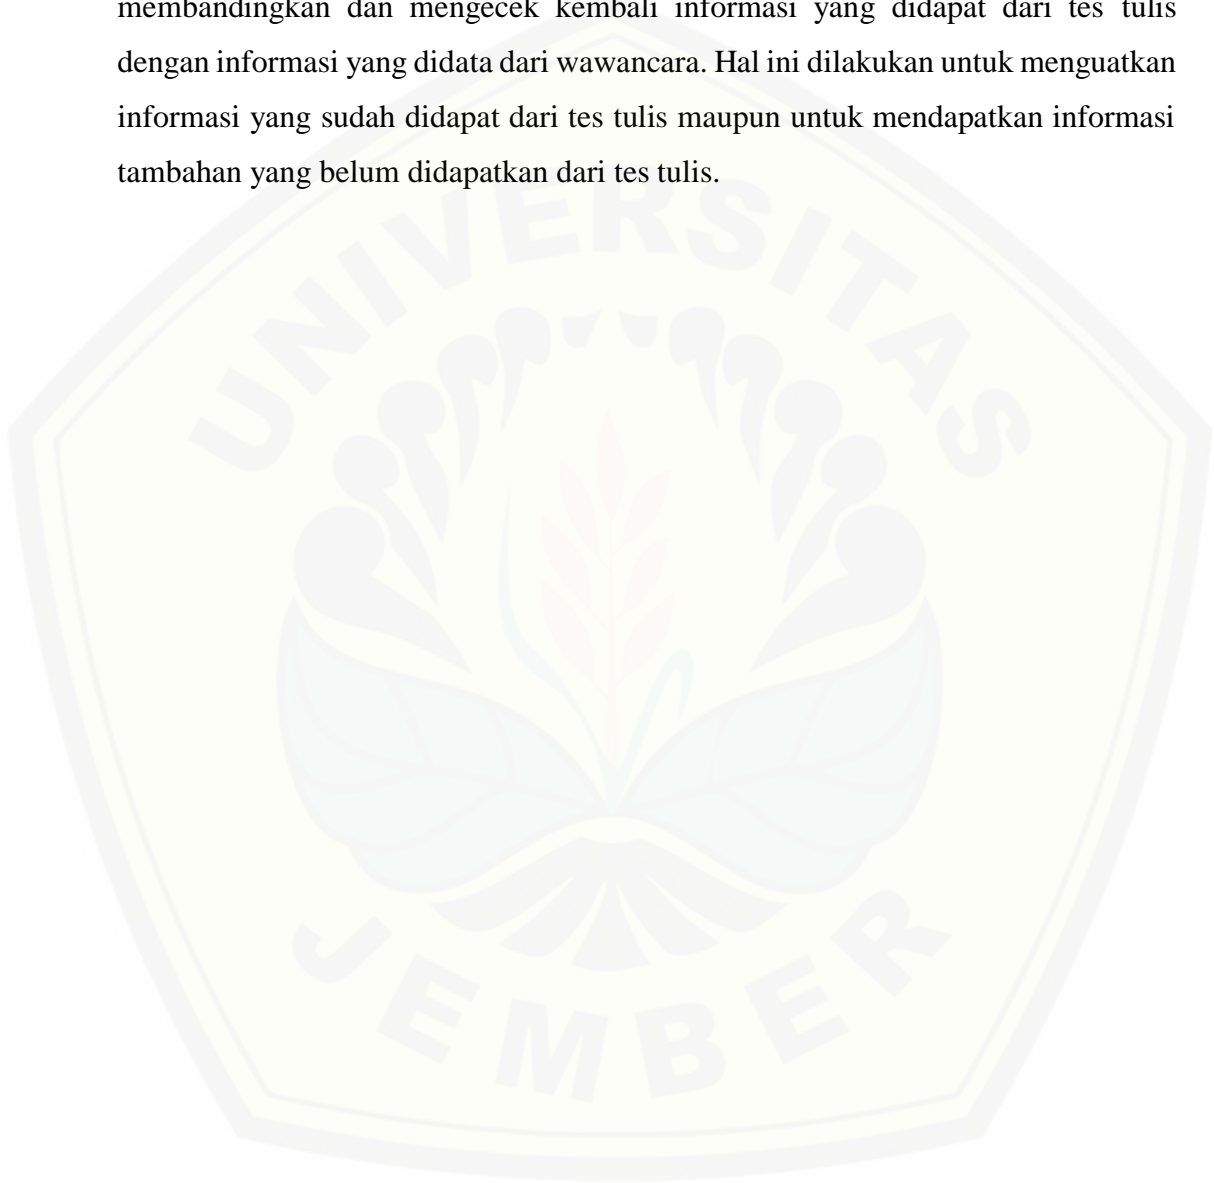 membandingkan dan mengecek kembali informasi yang didapat dari tes tulis
dengan informasi yang didata dari wawancara. Hal ini dilakukan untuk menguatkan
informasi yang sudah didapat dari tes tulis maupun untuk mendapatkan informasi
tambahan yang belum didapatkan dari tes tulis.
UNIVERSITAS
JEMBER